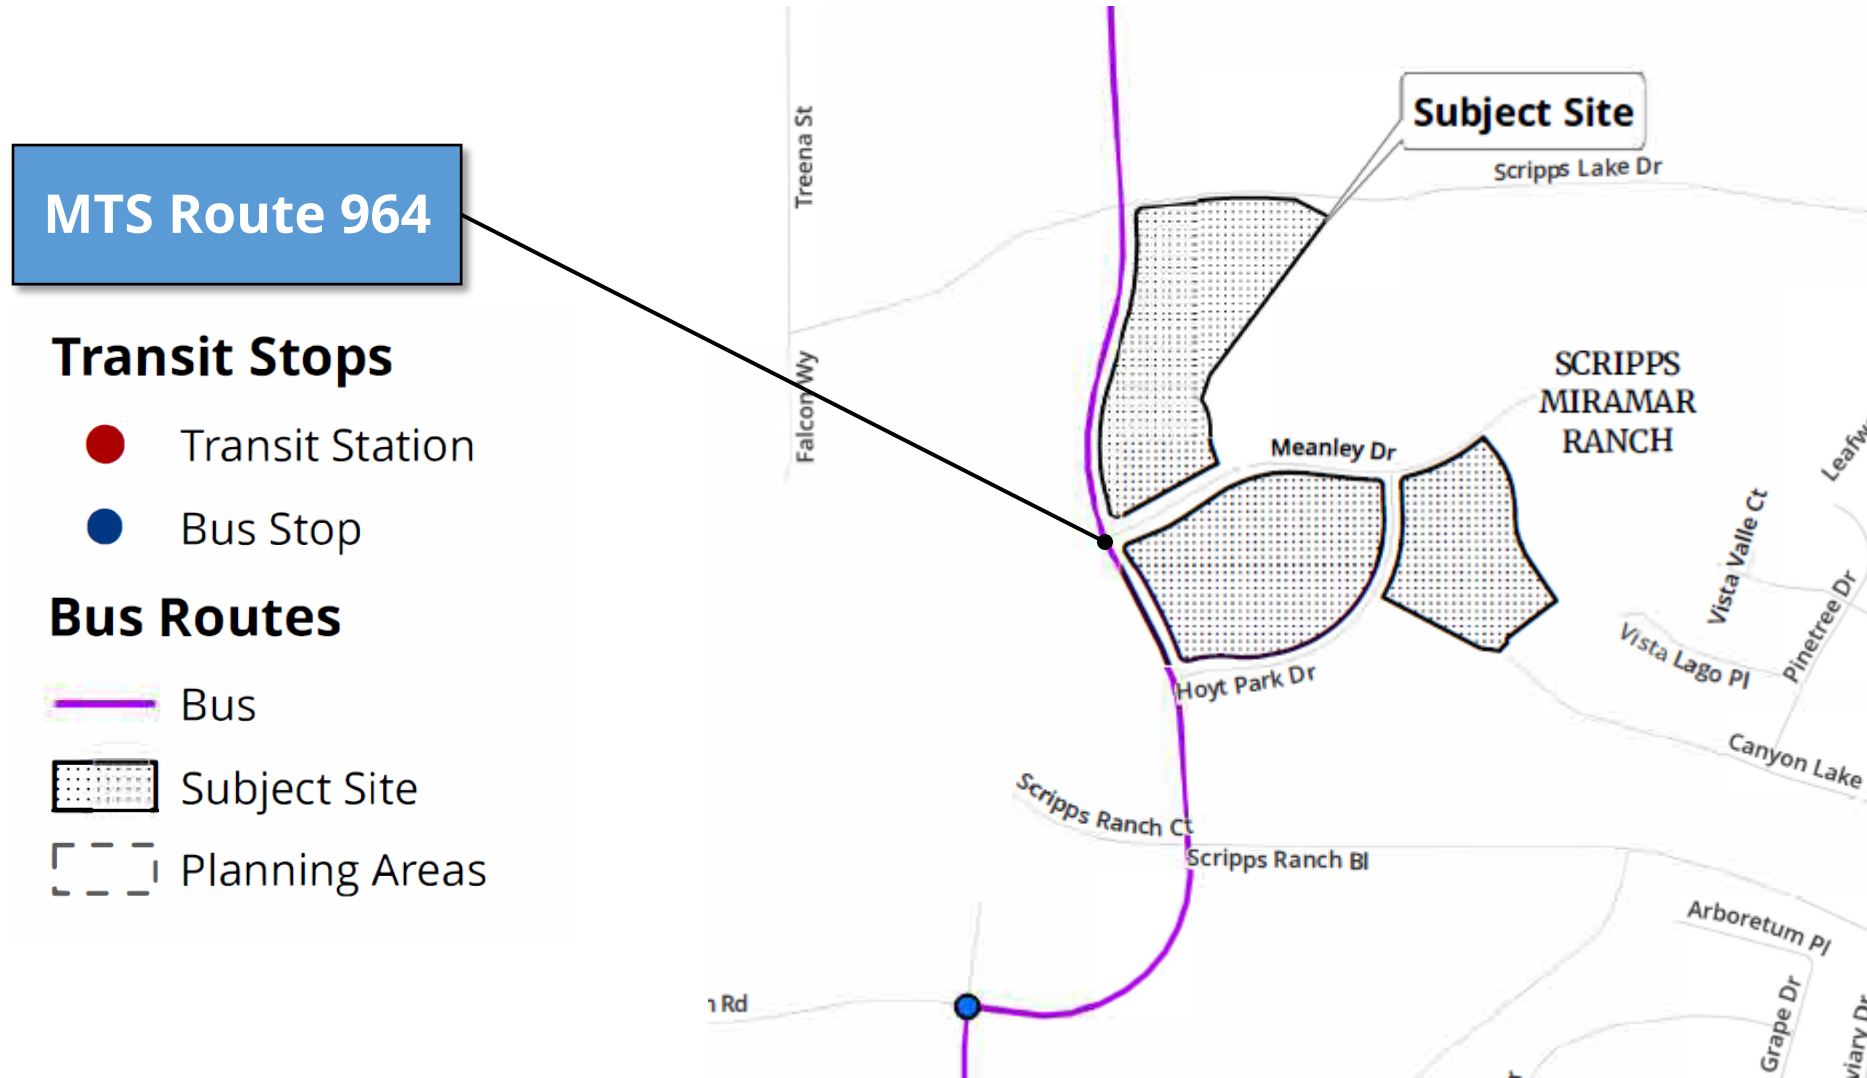 MTS Route 964
Transit Stops
Transit Station
Bus Stop
Bus Routes
Bus
Subject Site
Planning Areas
Treena St
Falcon Wy
Subject Site
Scripps Lake Dr
SCRIPPS
MIRAMAR
RANCH
Meanley Dr
Hoyt Park Dr
Vista Valle Ct
Pinetree Dr
Vista Lago Pl
Canyon Lake
Scripps Ranch Ct
Scripps Ranch Bl
Arboretum Pl
Grape Dr
Rd